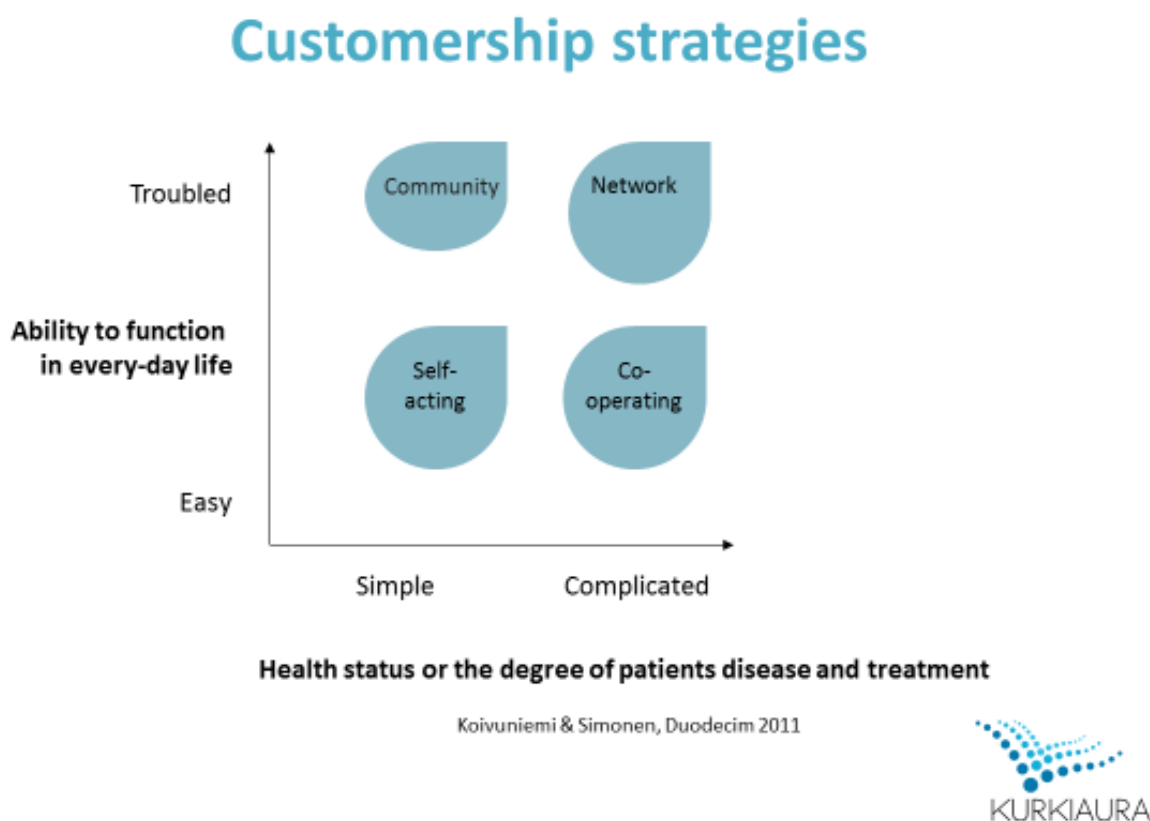 Customership strategies
Troubled
Community
Network
Ability to function
in every-day life
Self-
acting
Co-
operating
Easy
Simple
Complicated
Health status or the degree of patients disease and treatment
Koivuniemi & Simonen, Duodecim 2011
KURKIAURA